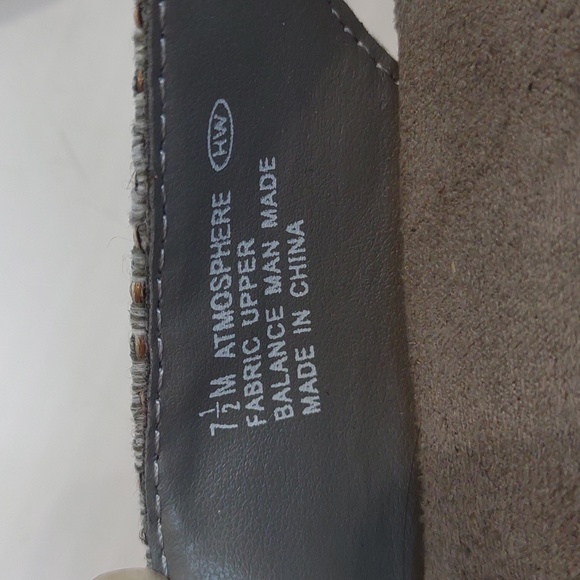 7½M ATMOSPHERE HW
FABRIC UPPER
BALANCE MAN MADE
MADE IN CHINA